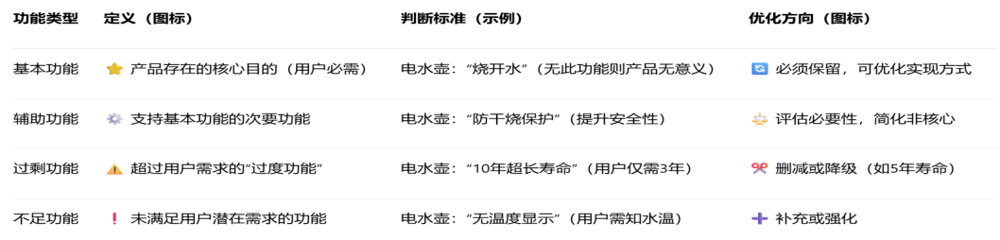 功能类型 定义（图标） 判断标准（示例） 优化方向（图标）
基本功能 ⭐ 产品存在的核心目的（用户必需） 电水壶：“烧开水”（无此功能则产品无意义） 🔄 必须保留，可优化实现方式
辅助功能 ⚙️ 支持基本功能的次要功能 电水壶：“防干烧保护”（提升安全性） ⚖️ 评估必要性，简化非核心
过剩功能 ⚠️ 超过用户需求的“过度功能” 电水壶：“10年超长寿命”（用户仅需3年） ✂️ 删减或降级（如5年寿命）
不足功能 ❗ 未满足用户潜在需求的功能 电水壶：“无温度显示”（用户需知水温） ➕ 补充或强化